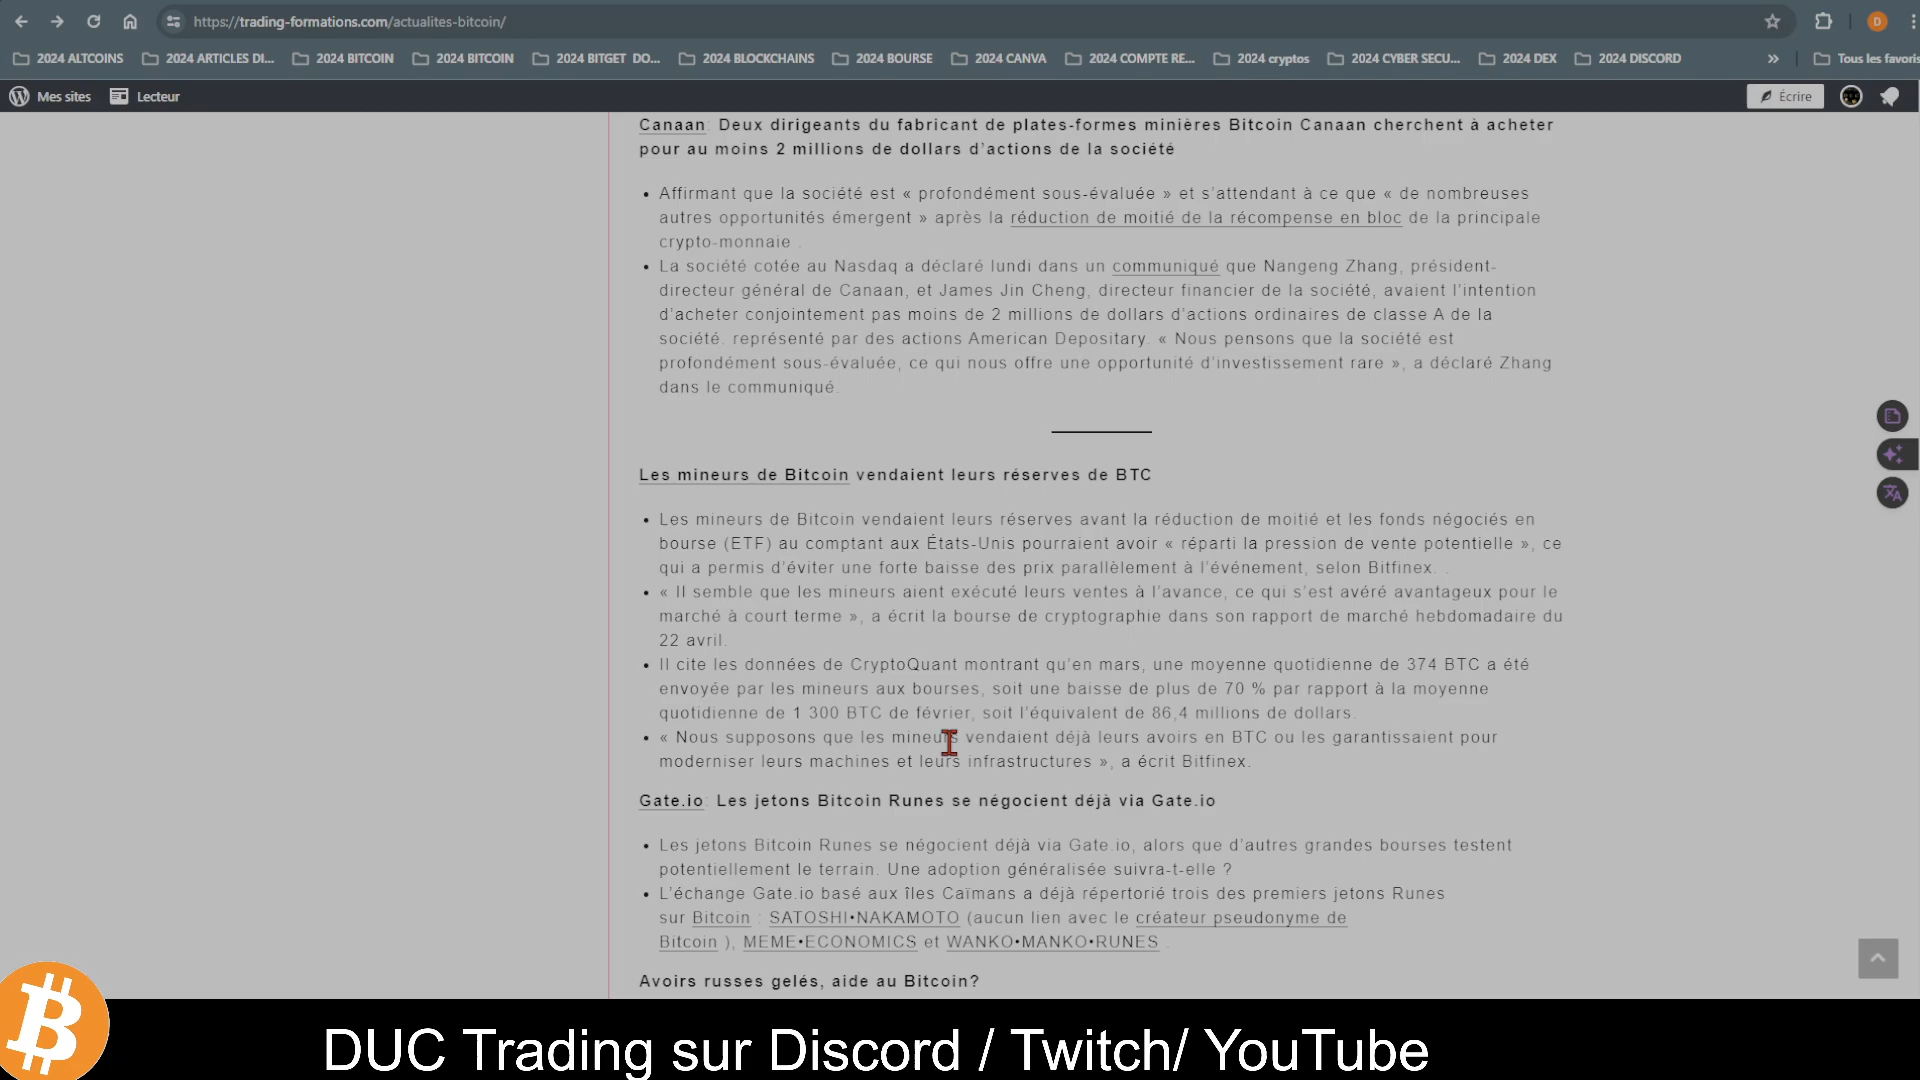 https://trading-formations.com/actualites-bitcoin/
D
2024 ALTCOINS
2024 ARTICLES DI...
2024 BITCOIN
2024 BITCOIN
2024 BITGET DO...
2024 BLOCKCHAINS
2024 BOURSE
2024 CANVA
2024 COMPTE RE...
2024 cryptos
2024 CYBER SECU...
2024 DEX
2024 DISCORD
»
Tous les favoris
Mes sites
Lecteur
Écrire
Canaan: Deux dirigeants du fabricant de plates-formes minières Bitcoin Canaan cherchent à acheter
pour au moins 2 millions de dollars d’actions de la société
• Affirmant que la société est « profondément sous-évaluée » et s’attendant à ce que « de nombreuses
autres opportunités émergent » après la réduction de moitié de la récompense en bloc de la principale
crypto-monnaie .
• La société cotée au Nasdaq a déclaré lundi dans un communiqué que Nangeng Zhang, président-
directeur général de Canaan, et James Jin Cheng, directeur financier de la société, avaient l’intention
d’acheter conjointement pas moins de 2 millions de dollars d’actions ordinaires de classe A de la
société. représenté par des actions American Depositary. « Nous pensons que la société est
profondément sous-évaluée, ce qui nous offre une opportunité d’investissement rare », a déclaré Zhang
dans le communiqué.
Les mineurs de Bitcoin vendaient leurs réserves de BTC
• Les mineurs de Bitcoin vendaient leurs réserves avant la réduction de moitié et les fonds négociés en
bourse (ETF) au comptant aux États-Unis pourraient avoir « réparti la pression de vente potentielle », ce
qui a permis d’éviter une forte baisse des prix parallèlement à l’événement, selon Bitfinex. .
• « Il semble que les mineurs aient exécuté leurs ventes à l’avance, ce qui s’est avéré avantageux pour le
marché à court terme », a écrit la bourse de cryptographie dans son rapport de marché hebdomadaire du
22 avril.
• Il cite les données de CryptoQuant montrant qu’en mars, une moyenne quotidienne de 374 BTC a été
envoyée par les mineurs aux bourses, soit une baisse de plus de 70 % par rapport à la moyenne
quotidienne de 1 300 BTC de février, soit l’équivalent de 86,4 millions de dollars.
• « Nous supposons que les mineurs vendaient déjà leurs avoirs en BTC ou les garantissaient pour
moderniser leurs machines et leurs infrastructures », a écrit Bitfinex.
Gate.io: Les jetons Bitcoin Runes se négocient déjà via Gate.io
• Les jetons Bitcoin Runes se négocient déjà via Gate.io, alors que d’autres grandes bourses testent
potentiellement le terrain. Une adoption généralisée suivra-t-elle ?
• L’échange Gate.io basé aux îles Caïmans a déjà répertorié trois des premiers jetons Runes
sur Bitcoin : SATOSHI•NAKAMOTO (aucun lien avec le créateur pseudonyme de
Bitcoin ), MEME•ECONOMICS et WANKO•MANKO•RUNES .
Avoirs russes gelés, aide au Bitcoin?
DUC Trading sur Discord / Twitch/ YouTube